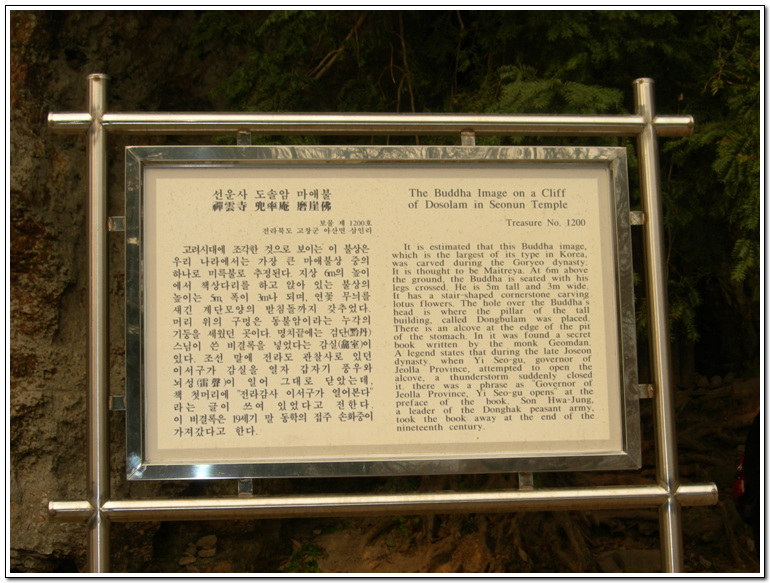 선운사 도솔암 마애불
禪雲寺 兜率庵 磨崖佛
보물 제 1200호
전라북도 고창군 아산면 삼인리
고려시대에 조각한 것으로 보이는 이 불상은
우리 나라에서는 가장 큰 마애불상 중의
하나로 미륵불로 추정된다. 지상 6m의 높이
에서 책상다리를 하고 앉아 있는 불상의
높이는 5m, 폭이 3m나 되며, 연꽃 무늬를
새긴 계단모양의 받침돌까지 갖추었다.
머리 위의 구멍은 동불암이라는 누각의
기둥을 세웠던 곳이다. 명치끝에는 검단(黔丹)
스님이 쓴 비결록을 넣었다는 감실(龕室)이
있다. 조선 말에 전라도 관찰사로 있던
이서구가 감실을 열자 갑자기 풍우와
뇌성(雷聲)이 일어 그대로 닫았는데,
책 첫머리에 "전라감사 이서구가 열어본다"
라는 글이 쓰여 있었다고 전한다.
이 비결록은 19세기 말 동학의 접주 손화중이
가져갔다고 한다.
The Buddha Image on a Cliff
of Dosolam in Seonun Temple
Treasure No. 1200
It is estimated that this Buddha image,
which is the largest of its type in Korea,
was carved during the Goryeo dynasty.
It is thought to be Maitreya. At 6m above
the ground, the Buddha is seated with his
legs crossed. He is 5m tall and 3m wide.
It has a stair-shaped cornerstone carving
lotus flowers. The hole over the Buddha's
head is where the pillar of the tall
building, called Dongbulam was placed.
There is an alcove at the edge of the pit
of the stomach. In it was found a secret
book written by the monk Geomdan.
A legend states that during the late Joseon
dynasty, when Yi Seo-gu, governor of
Jeolla Province, attempted to open the
alcove, a thunderstorm suddenly closed
it. there was a phrase as "Governor of
Jeolla Province, Yi Seo-gu opens" at the
preface of the book. Son Hwa-Jung,
a leader of the Donghak peasant army,
took the book away at the end of the
nineteenth century.